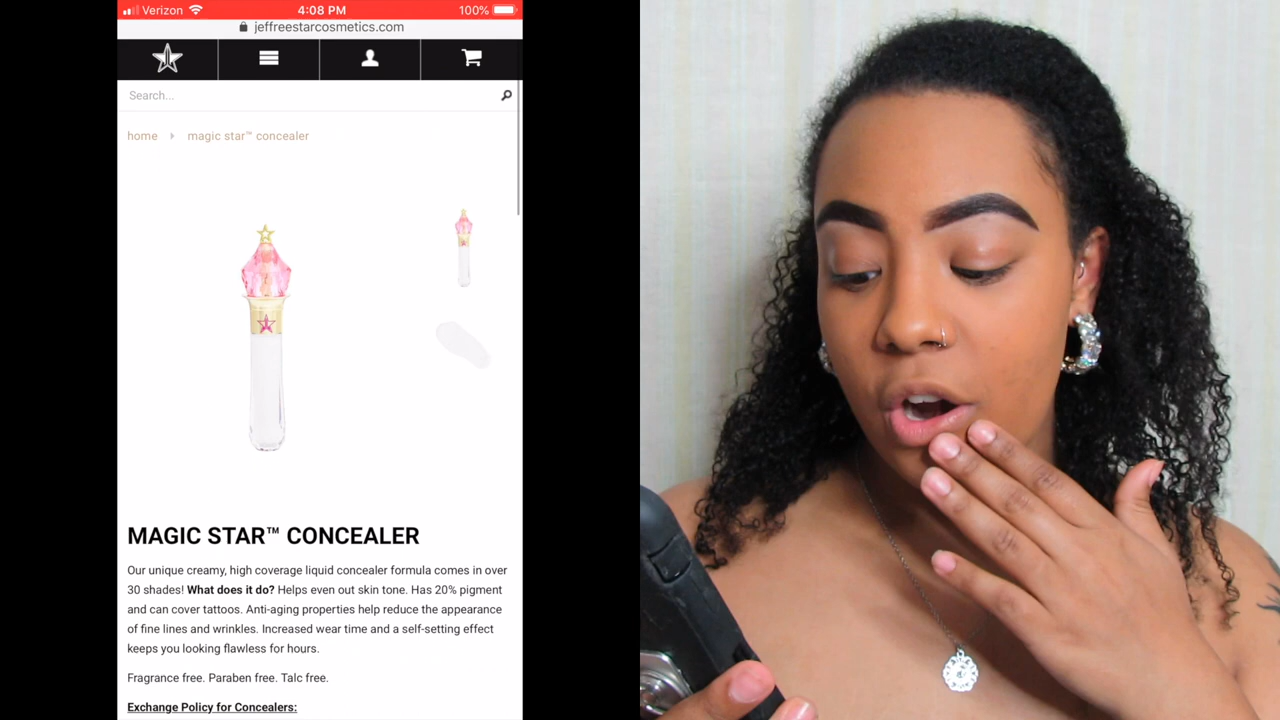 Verizon 4:08 PM 100%
jeffreestarcosmetics.com
Search...
home magic star™ concealer
MAGIC STAR™ CONCEALER
Our unique creamy, high coverage liquid concealer formula comes in over
30 shades! What does it do? Helps even out skin tone. Has 20% pigment
and can cover tattoos. Anti-aging properties help reduce the appearance
of fine lines and wrinkles. Increased wear time and a self-setting effect
keeps you looking flawless for hours.
Fragrance free. Paraben free. Talc free.
Exchange Policy for Concealers: